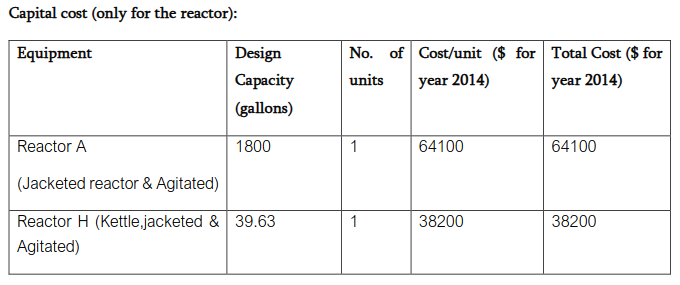 Capital cost (only for the reactor):
Equipment
Design
Capacity
(gallons)
No. of
units
Cost/unit ($ for
year 2014)
Total Cost ($ for
year 2014)
Reactor A
(Jacketed reactor & Agitated)
1800
1
64100
64100
Reactor H (Kettle,jacketed &
Agitated)
39.63
1
38200
38200